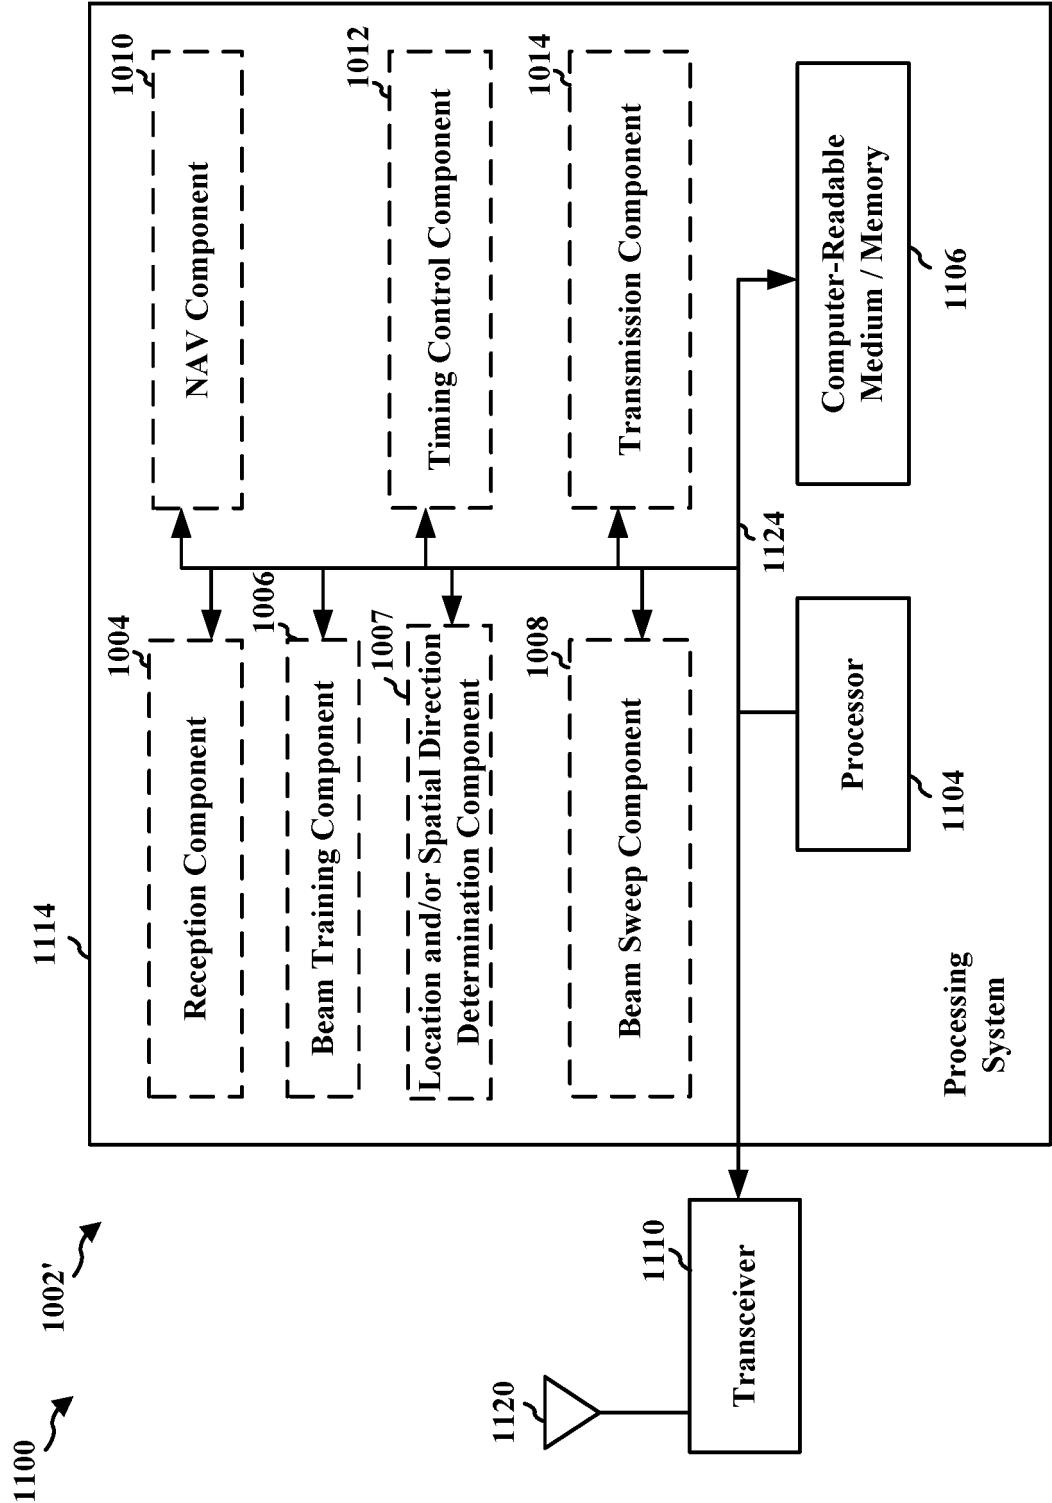 1100
1002'
1114
1004
Reception Component
1006
Beam Training Component
1007
Location and/or Spatial Direction
Determination Component
1008
Beam Sweep Component
1010
NAV Component
1012
Timing Control Component
1014
Transmission Component
1120
1110
Transceiver
1124
Processor
1104
Computer-Readable
Medium / Memory
1106
Processing
System